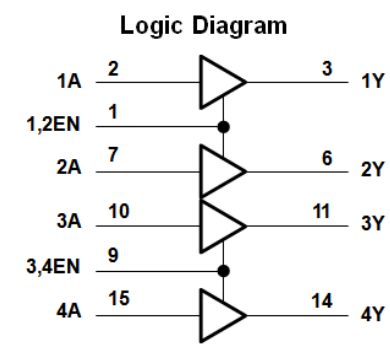 Logic Diagram
1A 2 3 1Y
1,2EN 1
2A 7 6 2Y
3A 10 11 3Y
3,4EN 9
4A 15 14 4Y